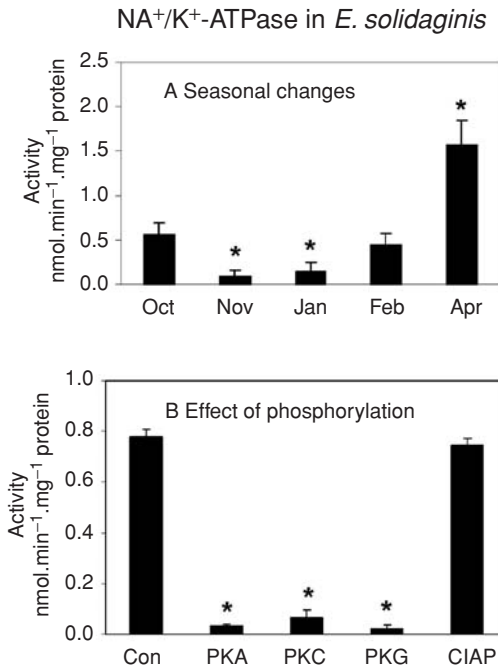 NA⁺/K⁺-ATPase in E. solidaginis
A Seasonal changes
Activity
nmol.min⁻¹.mg⁻¹ protein
2.5
2.0
1.5
1.0
0.5
0.0
*
*
*
Oct Nov Jan Feb Apr
B Effect of phosphorylation
Activity
nmol.min⁻¹.mg⁻¹ protein
1.0
0.8
0.6
0.4
0.2
0.0
*
*
*
Con PKA PKC PKG CIAP